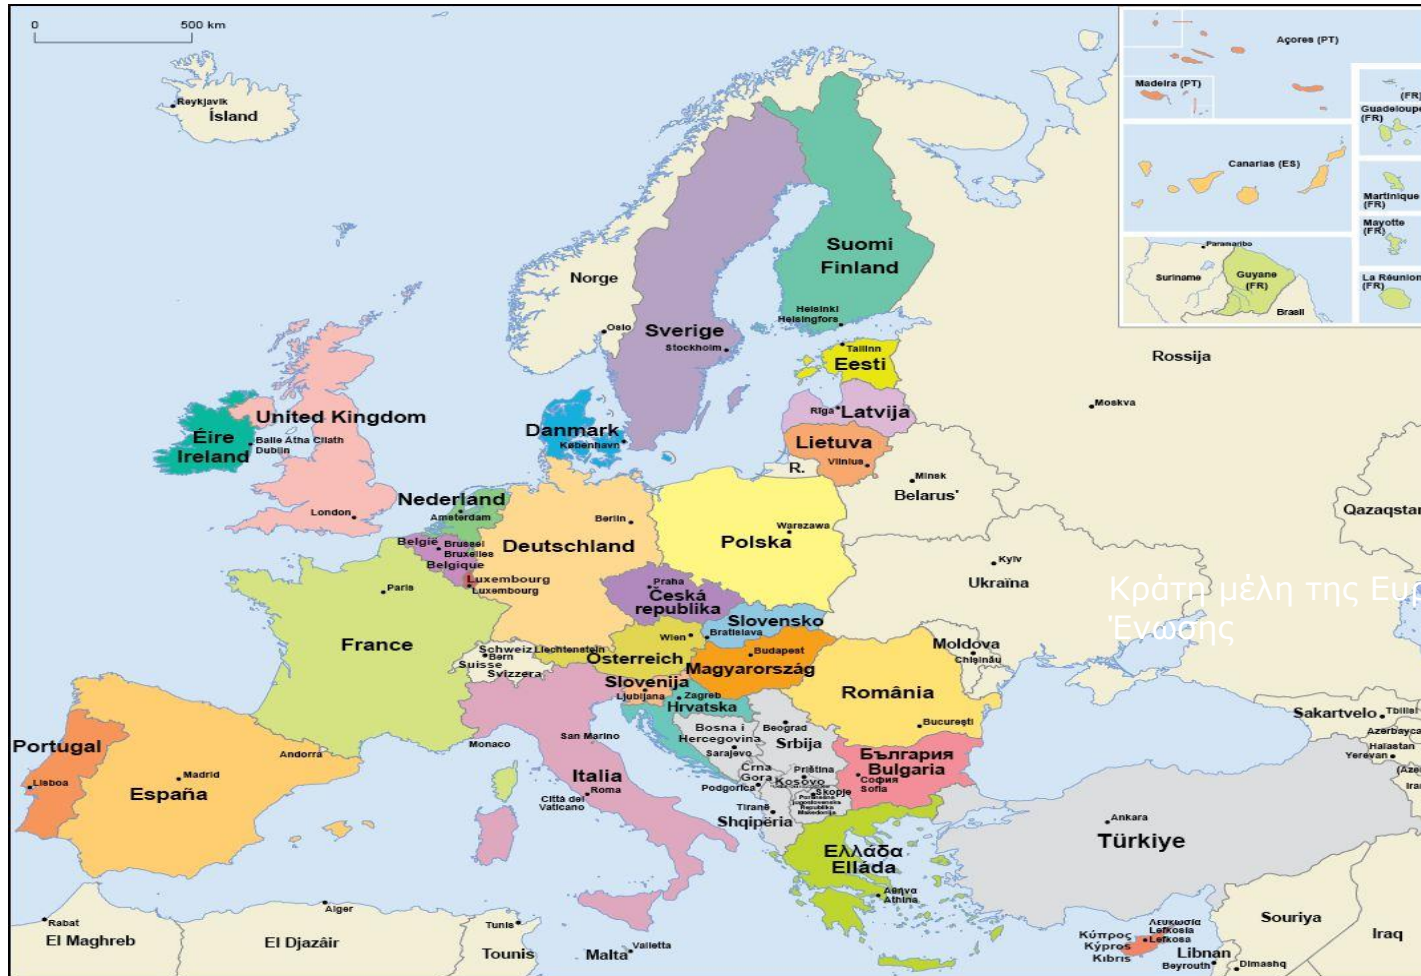 0 500 km
Açores (PT)
Madeira (PT)
(FR)
Guadeloupe
(FR)
Canarias (ES)
Martinique
(FR)
Mayotte
(FR)
Paramaribo
Suriname
Guyane
(FR)
Brasil
La Réunion
(FR)
Reykjavik
Ísland
Norge
Oslo
Suomi
Finland
Helsinki
Helsingfors
Sverige
Stockholm
Tallinn
Eesti
Rossija
Moskva
Rīga
Latvija
United Kingdom
Éire
Ireland
Baile Átha Cliath
Dublin
Danmark
København
Lietuva
Vilnius
R.
Minsk
Belarus'
Nederland
Amsterdam
London
Berlin
Deutschland
Warszawa
Polska
Qazaqstan
België
Brussel
Bruxelles
Belgique
Luxembourg
Luxembourg
Kyïv
Ukraïna
Paris
France
Praha
Česká
republika
Slovensko
Bratislava
Κράτη μέλη της
Ένωσης
Schweiz
Bern
Suisse
Svizzera
Liechtenstein
Wien
Österreich
Budapest
Magyarország
Moldova
Chişinău
Slovenija
Ljubljana
Zagreb
Hrvatska
România
Bucureşti
Portugal
Lisboa
Andorra
Madrid
España
Monaco
San Marino
Italia
Roma
Città del
Vaticano
Bosna i
Hercegovina
Sarajevo
Beograd
Srbija
Crna
Gora
Podgorica
Priština
Kosovo
Skopje
Tiranë
Shqipëria
България
Bulgaria
София
Sofia
Sakartvelo
Tbilisi
Yerevan
Ankara
Türkiye
Ελλάδα
Elláda
Αθήνα
Athina
Rabat
El Maghreb
Alger
El Djazâir
Tunis
Tounis
Malta
Valletta
Κύπρος
Kýpros
Kıbrıs
Λευκωσία
Lefkosia
Lefkoşa
Libnan
Beyrouth
Dimashq
Souriya
Iraq